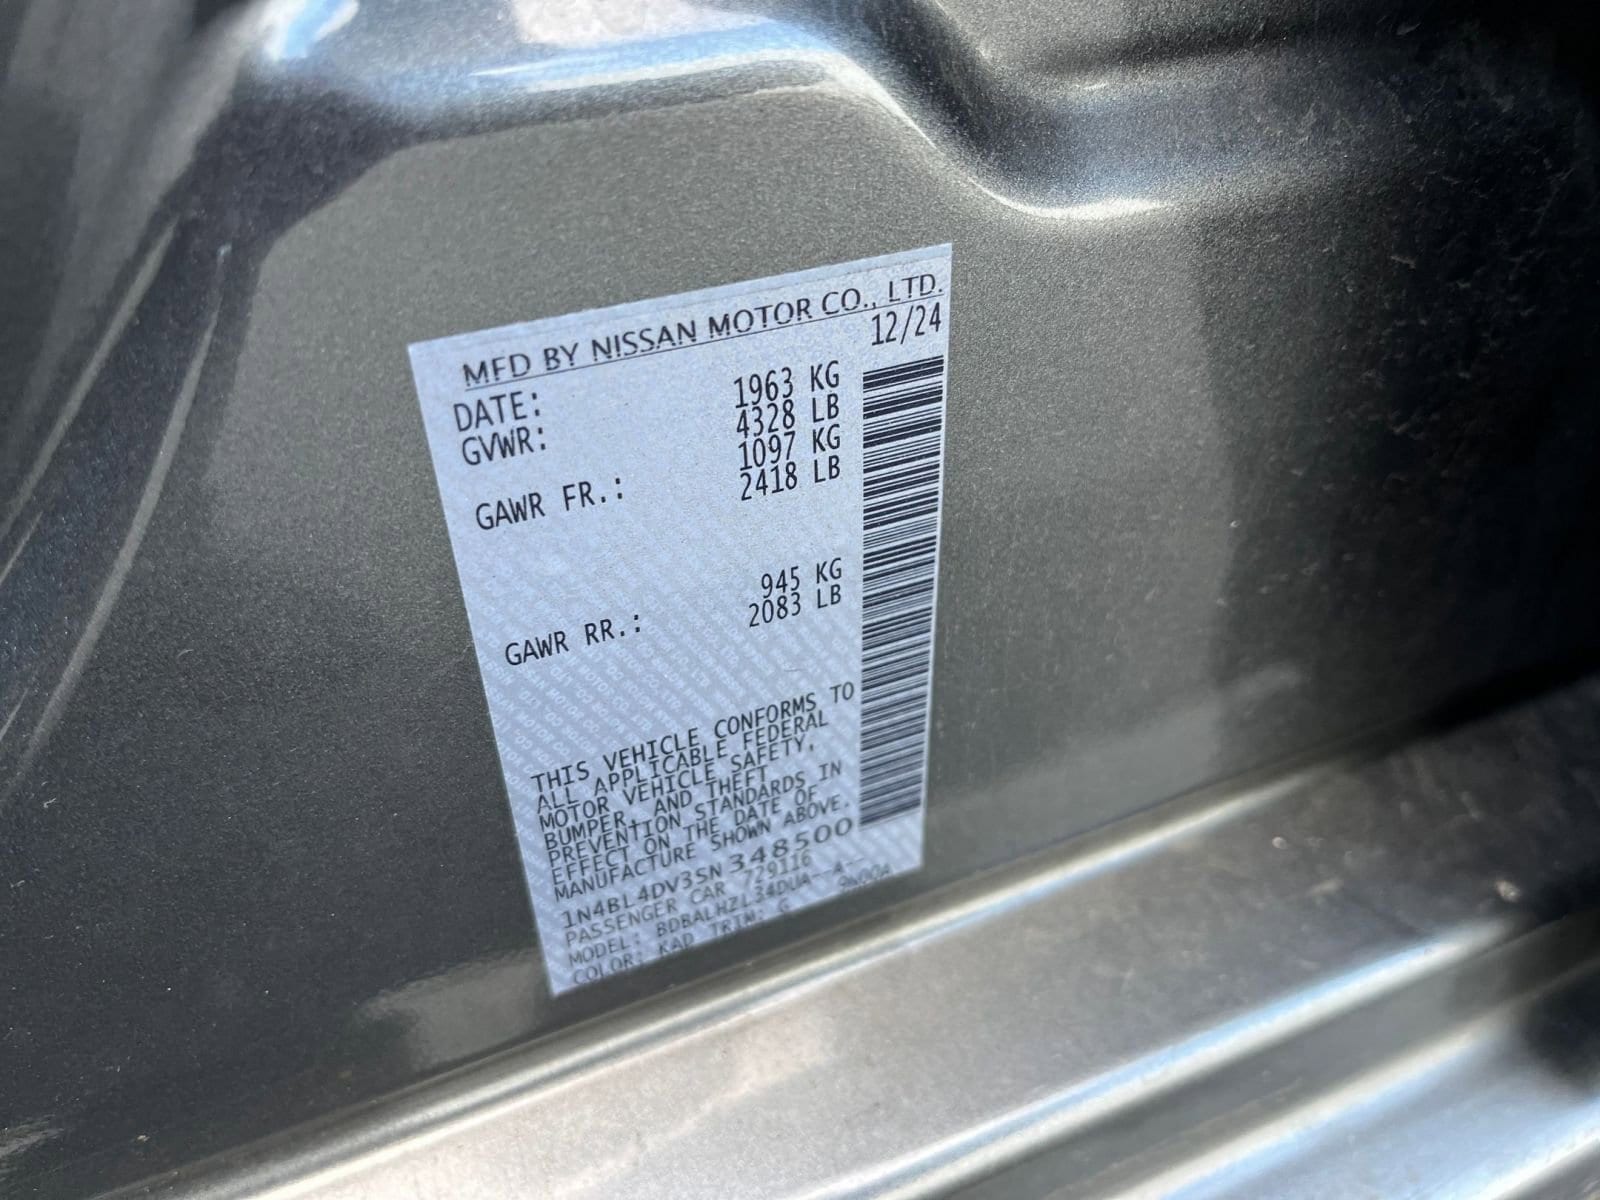 MFD BY NISSAN MOTOR CO., LTD.
DATE: 12/24
GVWR: 1963 KG
4328 LB
GAWR FR.: 1097 KG
2418 LB
GAWR RR.: 945 KG
2083 LB
THIS VEHICLE CONFORMS TO
ALL APPLICABLE FEDERAL
MOTOR VEHICLE SAFETY,
BUMPER, AND THEFT
PREVENTION STANDARDS IN
EFFECT ON THE DATE OF
MANUFACTURE SHOWN ABOVE.
1N4BL4DV3SN348500
PASSENGER CAR 729116
MODEL: BDBALHZL34DUA--A--
COLOR: KAD TRIM: G